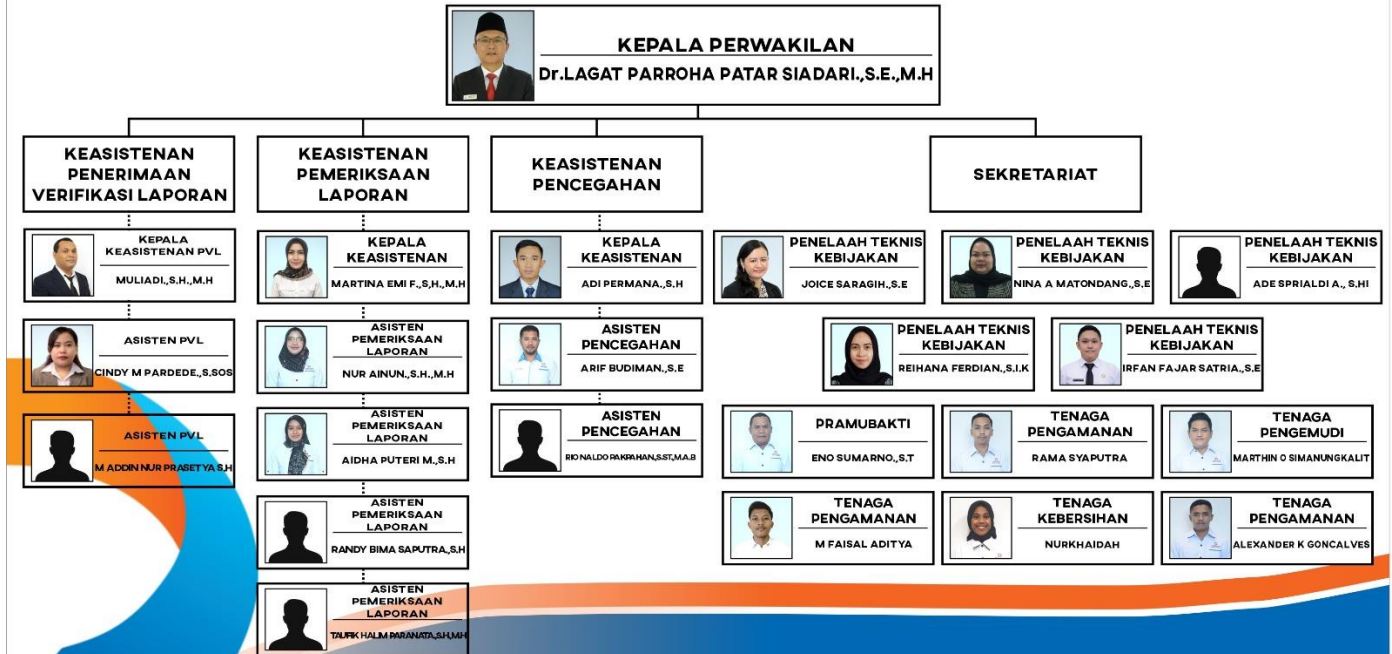 KEPALA PERWAKILAN
Dr.LAGAT PARROHA PATAR SIADARI.,S.E.,M.H
KEASISTENAN
PENERIMAAN
VERIFIKASI LAPORAN
KEPALA
KEASISTENAN PVL
MULIADI.,S.H.,M.H
ASISTEN PVL
CINDY M PARDEDE.,S,SOS
ASISTEN PVL
M ADDIN NUR PRASETYA S,H
KEASISTENAN
PEMERIKSAAN
LAPORAN
KEPALA
KEASISTENAN
MARTINA EMI F.,S,H.,M.H
ASISTEN
PEMERIKSAAN
LAPORAN
NUR AINUN.,S.H.,M.H
ASISTEN
PEMERIKSAAN
LAPORAN
AIDHA PUTERI M.,S.H
ASISTEN
PEMERIKSAAN
LAPORAN
RANDY BIMA SAPUTRA.,S.H
ASISTEN
PEMERIKSAAN
LAPORAN
TAUFIK HALIM PARANATA,S.H,M.H
KEASISTENAN
PENCEGAHAN
KEPALA
KEASISTENAN
ADI PERMANA.,S.H
ASISTEN
PENCEGAHAN
ARIF BUDIMAN.,S.E
ASISTEN
PENCEGAHAN
RIO NALDO PAKPAHAN,S.ST,M.A.B
SEKRETARIAT
PENELAAH TEKNIS
KEBIJAKAN
JOICE SARAGIH.,S.E
PENELAAH TEKNIS
KEBIJAKAN
NINA A MATONDANG.,S.E
PENELAAH TEKNIS
KEBIJAKAN
ADE SPRIALDI A., S,HI
PENELAAH TEKNIS
KEBIJAKAN
REIHANA FERDIAN.,S.I.K
PENELAAH TEKNIS
KEBIJAKAN
IRFAN FAJAR SATRIA.,S.E
PRAMUBAKTI
ENO SUMARNO.,S.T
TENAGA
PENGAMANAN
RAMA SYAPUTRA
TENAGA
PENGEMUDI
MARTHIN O SIMANUNGKALIT
TENAGA
PENGAMANAN
M FAISAL ADITYA
TENAGA
KEBERSIHAN
NURKHAIDAH
TENAGA
PENGAMANAN
ALEXANDER K GONCALVES